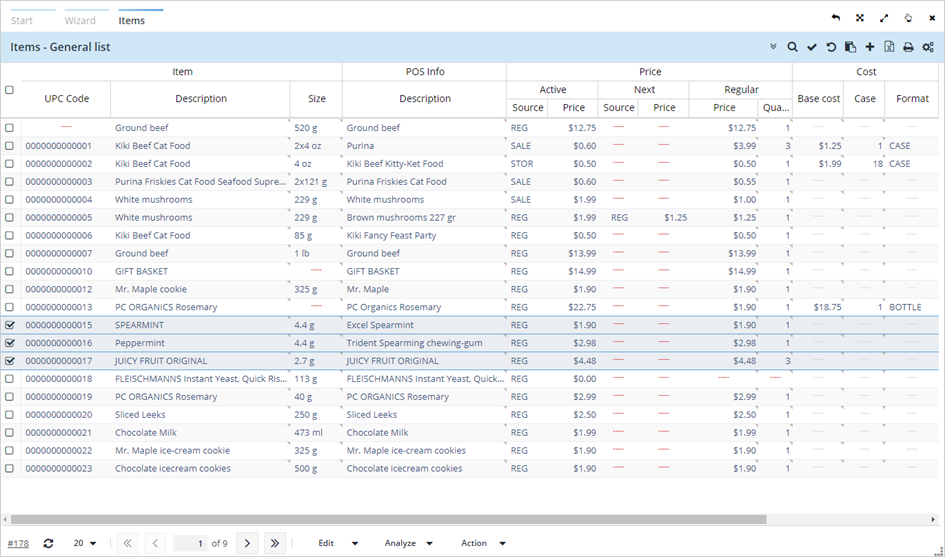 Start Wizard Items
Items - General list
Item POS Info Price Cost
Active Next Regular
UPC Code Description Size Description Base cost Case Format
Source Price Source Price Price Qua...
Ground beef 520 g Ground beef REG $12.75 $12.75 1
0000000000001 Kiki Beef Cat Food 2x4 oz Purina SALE $0.60 $3.99 3 $1.25 1 CASE
0000000000002 Kiki Beef Cat Food 4 oz Kiki Beef Kitty-Ket Food STOR $0.50 $0.50 1 $1.99 18 CASE
0000000000003 Purina Friskies Cat Food Seafood Supre... 2x121 g Purina Friskies Cat Food SALE $0.60 $0.55 1
0000000000004 White mushrooms 229 g White mushrooms SALE $1.99 $1.00 1
0000000000005 White mushrooms 229 g Brown mushrooms 227 gr REG $1.99 REG $1.25 $1.25 1
0000000000006 Kiki Beef Cat Food 85 g Kiki Fancy Feast Party REG $0.50 $0.50 1
0000000000007 Ground beef 1 lb Ground beef REG $13.99 $13.99 1
0000000000010 GIFT BASKET GIFT BASKET REG $14.99 $14.99 1
0000000000012 Mr. Maple cookie 325 g Mr. Maple REG $1.90 $1.90 1
0000000000013 PC ORGANICS Rosemary PC Organics Rosemary REG $22.75 $1.90 1 $18.75 1 BOTTLE
0000000000015 SPEARMINT 4.4 g Excel Spearmint REG $1.90 $1.90 1
0000000000016 Peppermint 4.4 g Trident Spearming chewing-gum REG $2.98 $2.98 1
0000000000017 JUICY FRUIT ORIGINAL 2.7 g JUICY FRUIT ORIGINAL REG $4.48 $4.48 3
0000000000018 FLEISCHMANNS Instant Yeast, Quick Ris... 113 g FLEISCHMANNS Instant Yeast, Quick... REG $0.00
0000000000019 PC ORGANICS Rosemary 40 g PC ORGANICS Rosemary REG $2.99 $2.99 1
0000000000020 Sliced Leeks 250 g Sliced Leeks REG $2.50 $2.50 1
0000000000021 Chocolate Milk 473 ml Chocolate Milk REG $1.99 $1.99 1
0000000000022 Mr. Maple ice-cream cookie 325 g Mr. Maple ice-cream cookies REG $1.90 $1.90 1
0000000000023 Chocolate icecream cookies 500 g Chocolate icecream cookies REG $1.90 $1.90 1
#178 20 1 of 9 Edit Analyze Action